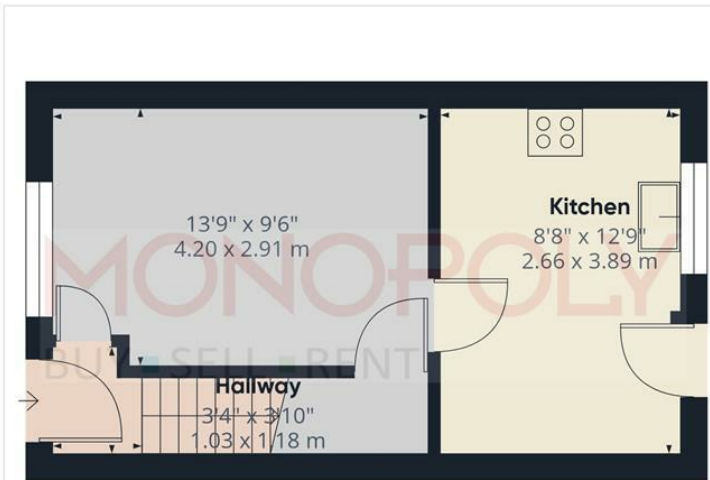 13'9" x 9'6"
4.20 x 2.91 m
Kitchen
8'8" x 12'9"
2.66 x 3.89 m
MONOPOLY
BUY SELL RENT
Hallway
3'4" x 3'10"
1.03 x 1.18 m